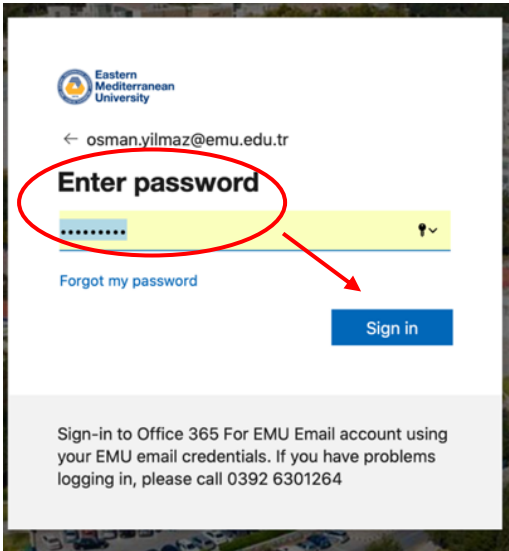 Eastern
Mediterranean
University
← osman.yilmaz@emu.edu.tr
Enter password
•••••••••
Forgot my password
Sign in
Sign-in to Office 365 For EMU Email account using
your EMU email credentials. If you have problems
logging in, please call 0392 6301264